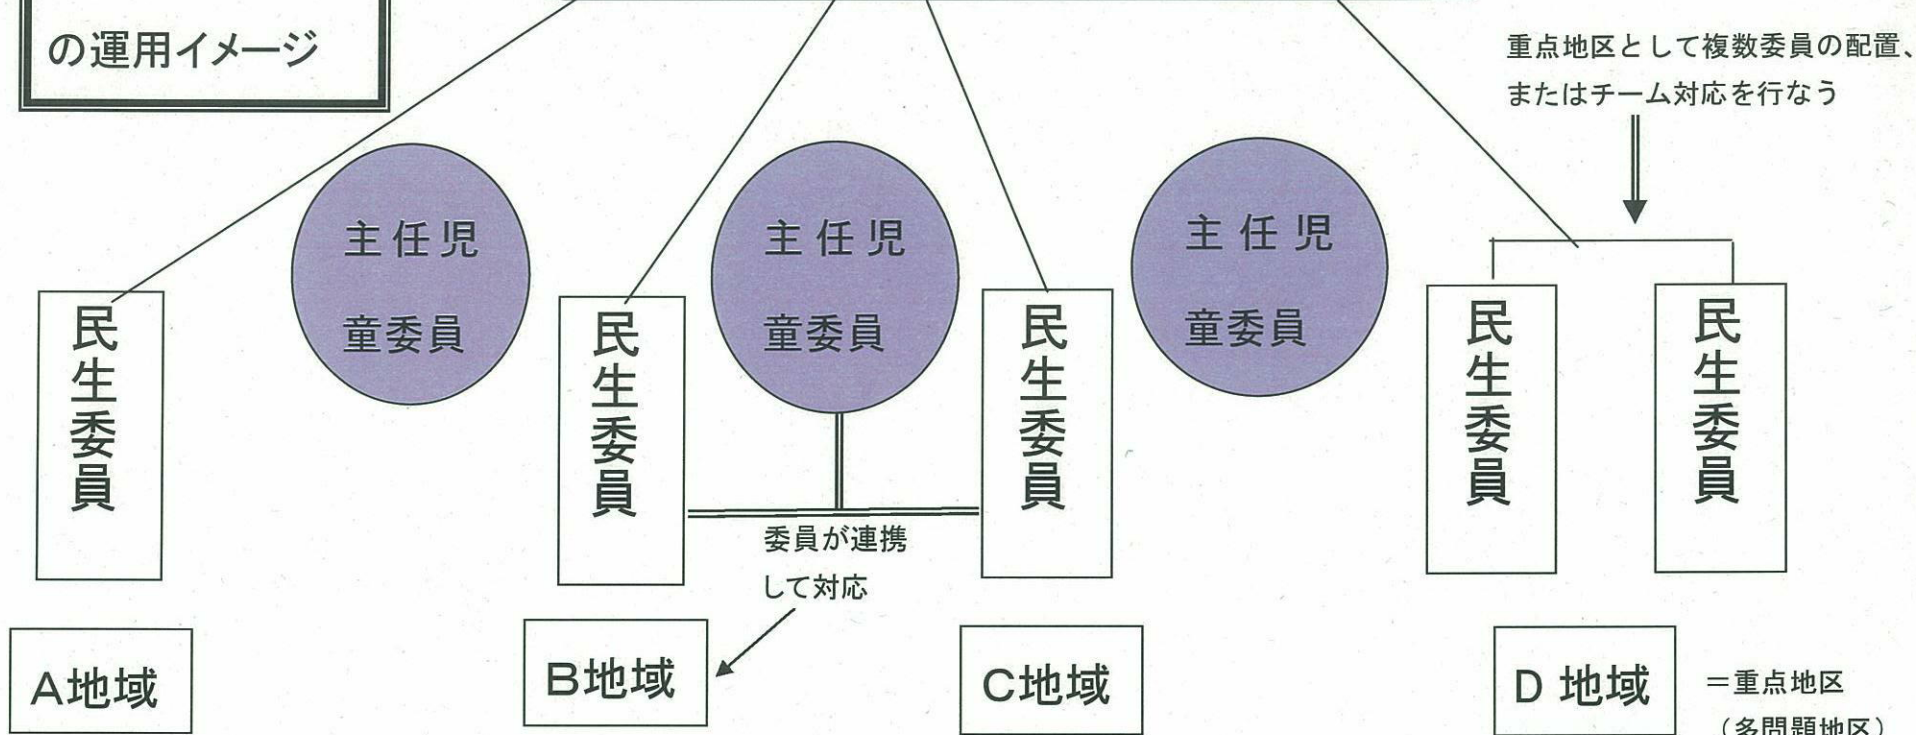 の運用イメージ
重点地区として複数委員の配置、
またはチーム対応を行なう
主任児
童委員
主任児
童委員
主任児
童委員
民生委員
民生委員
民生委員
民生委員
民生委員
委員が連携
して対応
A地域
B地域
C地域
D 地域
＝重点地区
（多問題地区）